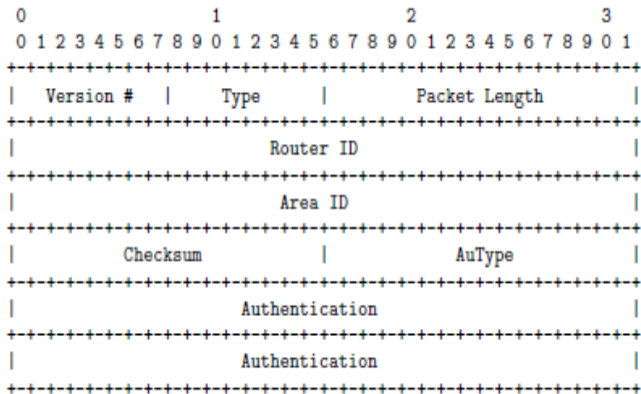 0 1 2 3
0 1 2 3 4 5 6 7 8 9 0 1 2 3 4 5 6 7 8 9 0 1 2 3 4 5 6 7 8 9 0 1
+-+-+-+-+-+-+-+-+-+-+-+-+-+-+-+-+-+-+-+-+-+-+-+-+-+-+-+-+-+-+-+-+
| Version # | Type | Packet Length |
+-+-+-+-+-+-+-+-+-+-+-+-+-+-+-+-+-+-+-+-+-+-+-+-+-+-+-+-+-+-+-+-+
| Router ID |
+-+-+-+-+-+-+-+-+-+-+-+-+-+-+-+-+-+-+-+-+-+-+-+-+-+-+-+-+-+-+-+-+
| Area ID |
+-+-+-+-+-+-+-+-+-+-+-+-+-+-+-+-+-+-+-+-+-+-+-+-+-+-+-+-+-+-+-+-+
| Checksum | AuType |
+-+-+-+-+-+-+-+-+-+-+-+-+-+-+-+-+-+-+-+-+-+-+-+-+-+-+-+-+-+-+-+-+
| Authentication |
+-+-+-+-+-+-+-+-+-+-+-+-+-+-+-+-+-+-+-+-+-+-+-+-+-+-+-+-+-+-+-+-+
| Authentication |
+-+-+-+-+-+-+-+-+-+-+-+-+-+-+-+-+-+-+-+-+-+-+-+-+-+-+-+-+-+-+-+-+